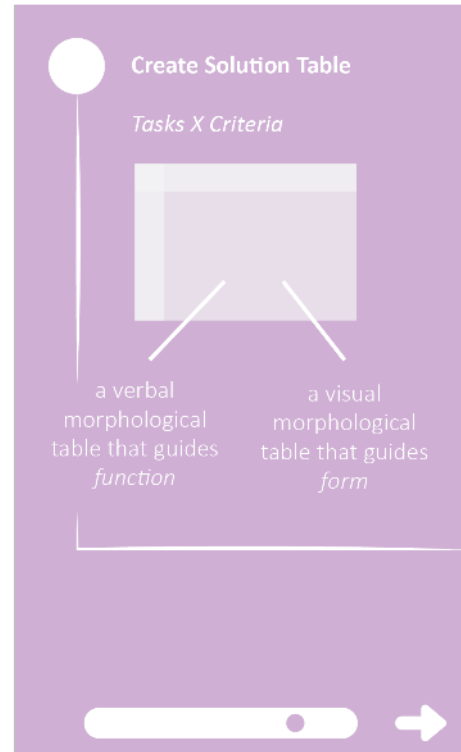 Create Solution Table
Tasks X Criteria
a verbal
morphological
table that guides
function
a visual
morphological
table that guides
form